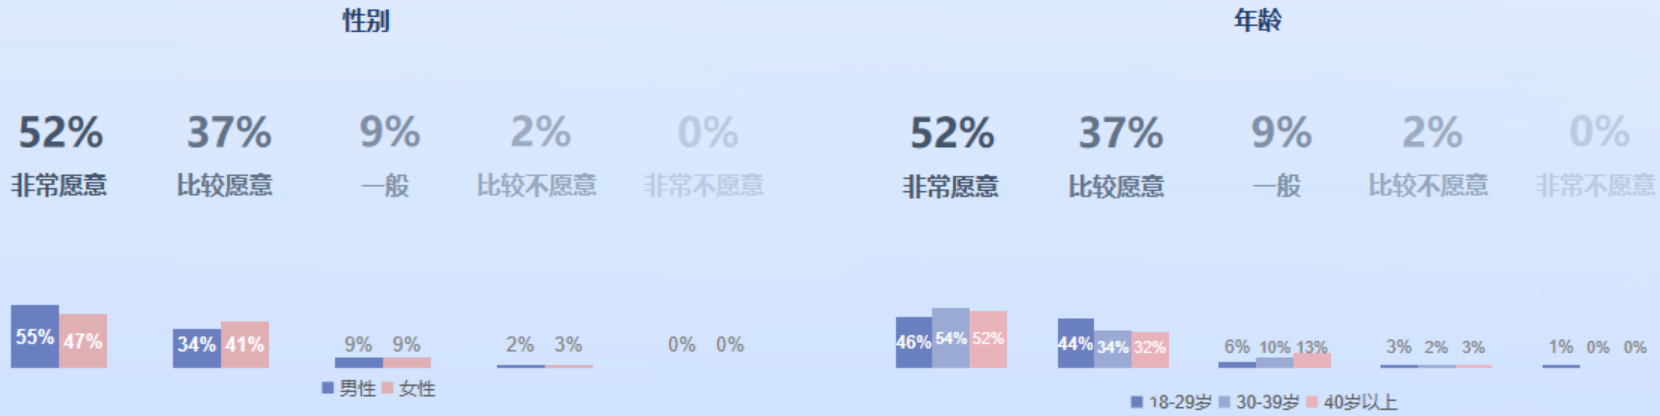 性别
52% 37% 9% 2% 0%
非常愿意 比较愿意 一般 比较不愿意 非常不愿意
55% 47% 34% 41% 9% 9% 2% 3% 0% 0%
男性 女性
年龄
52% 37% 9% 2% 0%
非常愿意 比较愿意 一般 比较不愿意 非常不愿意
46% 54% 52% 44% 34% 32% 6% 10% 13% 3% 2% 3% 1% 0% 0%
18-29岁 30-39岁 40岁以上